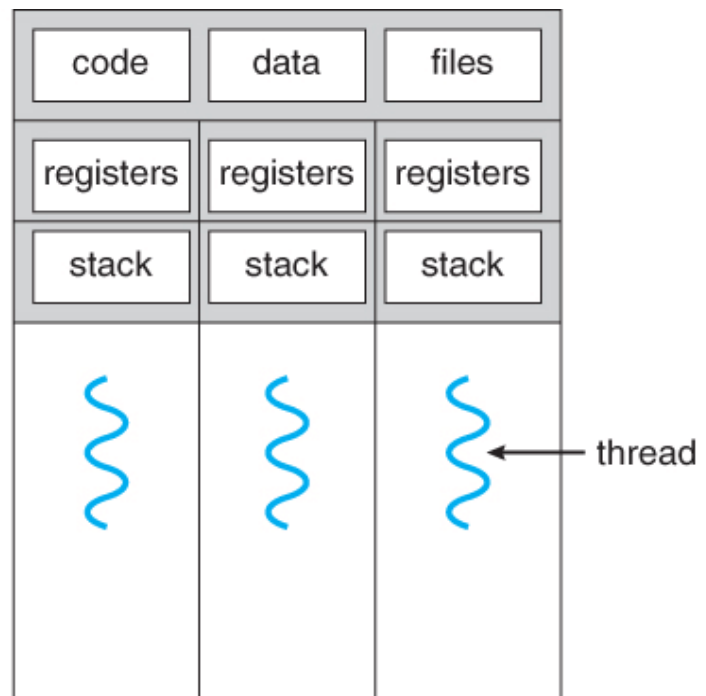 code data files
registers registers registers
stack stack stack
thread